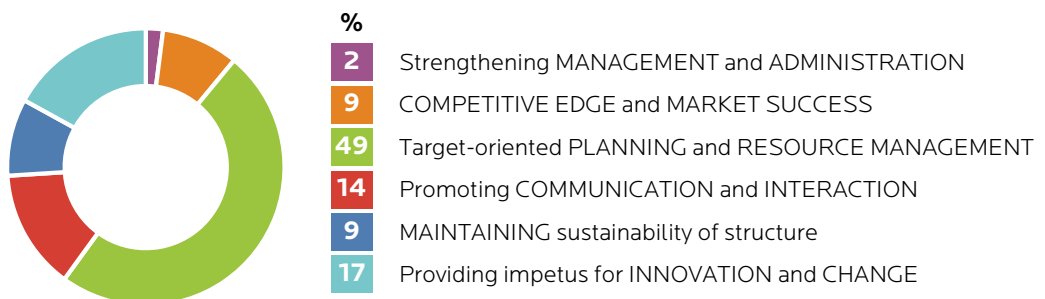 %
2 Strengthening MANAGEMENT and ADMINISTRATION
9 COMPETITIVE EDGE and MARKET SUCCESS
49 Target-oriented PLANNING and RESOURCE MANAGEMENT
14 Promoting COMMUNICATION and INTERACTION
9 MAINTAINING sustainability of structure
17 Providing impetus for INNOVATION and CHANGE